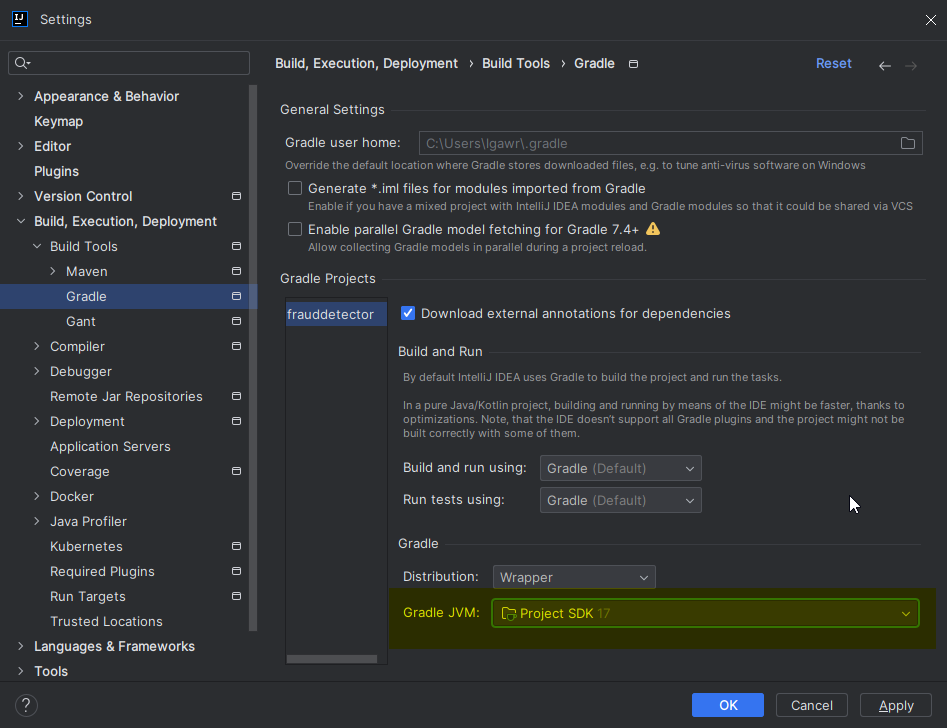 IJ
Settings
Appearance & Behavior
Keymap
Editor
Plugins
Version Control
Build, Execution, Deployment
Build Tools
Maven
Gradle
Gant
Compiler
Debugger
Remote Jar Repositories
Deployment
Application Servers
Coverage
Docker
Java Profiler
Kubernetes
Required Plugins
Run Targets
Trusted Locations
Languages & Frameworks
Tools
Build, Execution, Deployment › Build Tools › Gradle
Reset
General Settings
Gradle user home: C:\Users\lgawr\.gradle
Override the default location where Gradle stores downloaded files, e.g. to tune anti-virus software on Windows
Generate *.iml files for modules imported from Gradle
Enable if you have a mixed project with IntelliJ IDEA modules and Gradle modules so that it could be shared via VCS
Enable parallel Gradle model fetching for Gradle 7.4+
Allow collecting Gradle models in parallel during a project reload.
Gradle Projects
frauddetector
Download external annotations for dependencies
Build and Run
By default IntelliJ IDEA uses Gradle to build the project and run the tasks.
In a pure Java/Kotlin project, building and running by means of the IDE might be faster, thanks to
optimizations. Note, that the IDE doesn't support all Gradle plugins and the project might not be
built correctly with some of them.
Build and run using: Gradle (Default)
Run tests using: Gradle (Default)
Gradle
Distribution: Wrapper
Gradle JVM: Project SDK 17
?
OK
Cancel
Apply